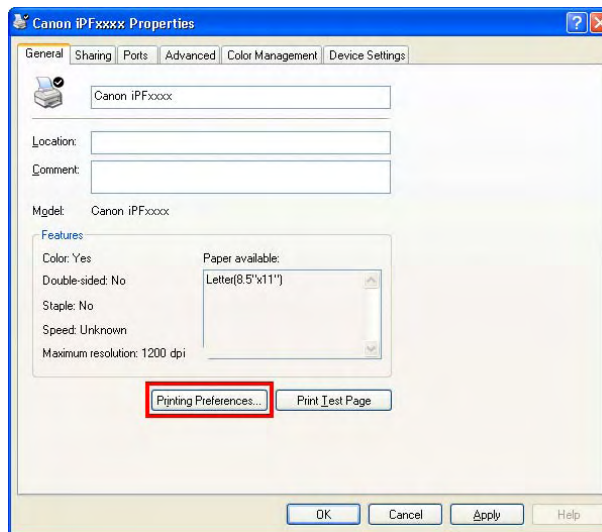 Canon iPFxxxx Properties
General Sharing Ports Advanced Color Management Device Settings
Canon iPFxxxx
Location:
Comment:
Model: Canon iPFxxxx
Features
Color: Yes Paper available:
Double-sided: No Letter(8.5"x11")
Staple: No
Speed: Unknown
Maximum resolution: 1200 dpi
Printing Preferences... Print Test Page
OK Cancel Apply Help